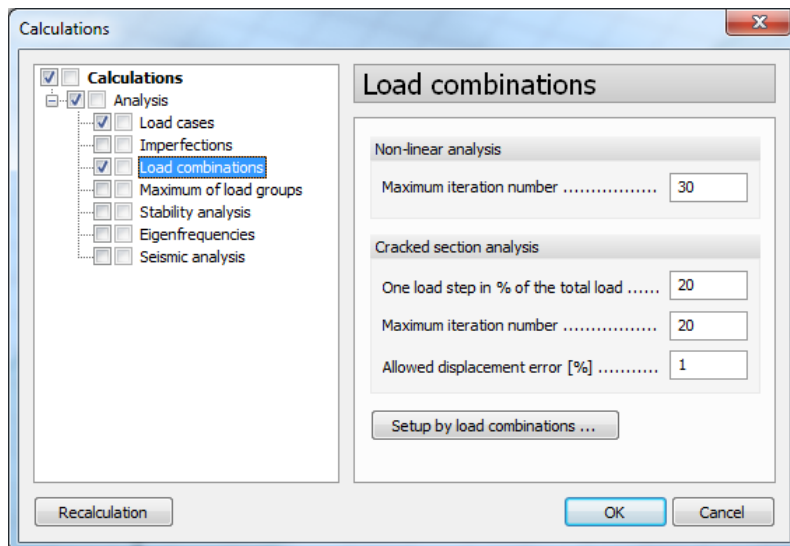 Calculations
Calculations
Analysis
Load cases
Imperfections
Load combinations
Maximum of load groups
Stability analysis
Eigenfrequencies
Seismic analysis
Load combinations
Non-linear analysis
Maximum iteration number ................. 30
Cracked section analysis
One load step in % of the total load ...... 20
Maximum iteration number ................. 20
Allowed displacement error [%] ........... 1
Setup by load combinations ...
Recalculation
OK
Cancel